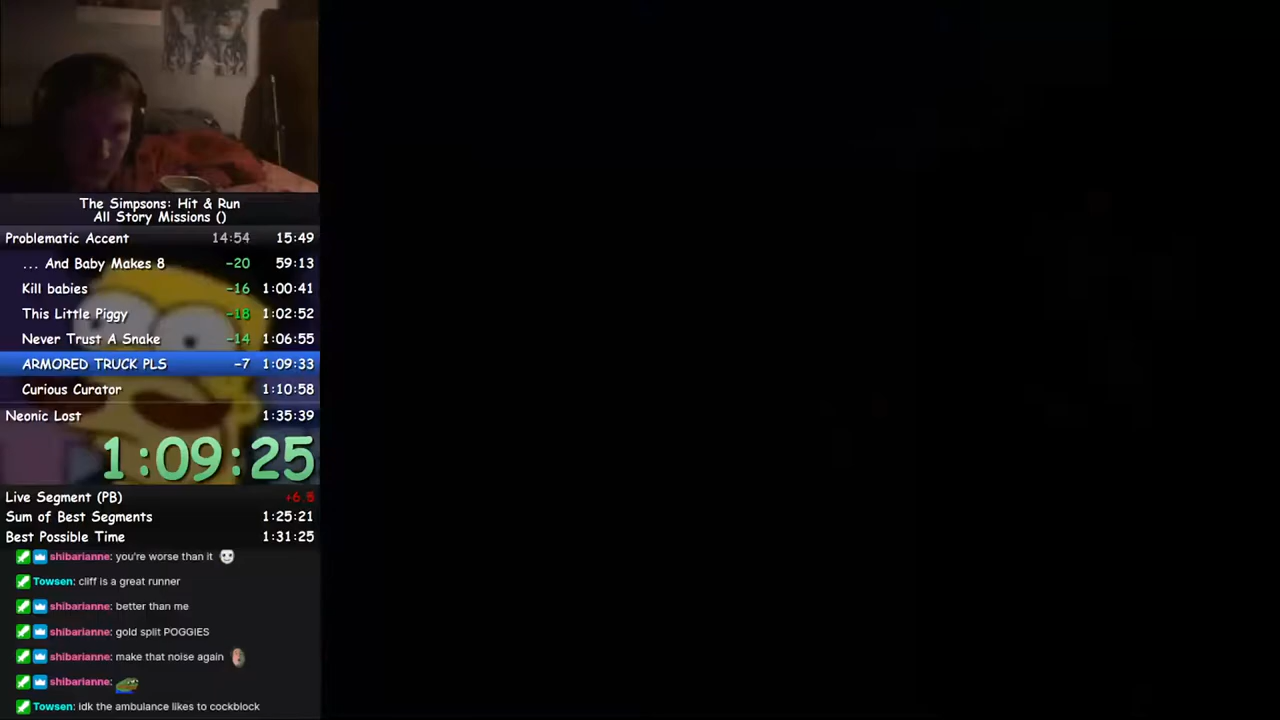 The Simpsons: Hit & Run
All Story Missions ()
Problematic Accent 14:54 15:49
... And Baby Makes 8 -20 59:13
Kill babies -16 1:00:41
This Little Piggy -18 1:02:52
Never Trust A Snake -14 1:06:55
ARMORED TRUCK PLS -7 1:09:33
Curious Curator 1:10:58
Neonic Lost 1:35:39
1:09:25
Live Segment (PB) +6.5
Sum of Best Segments 1:25:21
Best Possible Time 1:31:25
shibarianne: you're worse than it
Towsen: cliff is a great runner
shibarianne: better than me
shibarianne: gold split POGGIES
shibarianne: make that noise again
shibarianne:
Towsen: idk the ambulance likes to cockblock